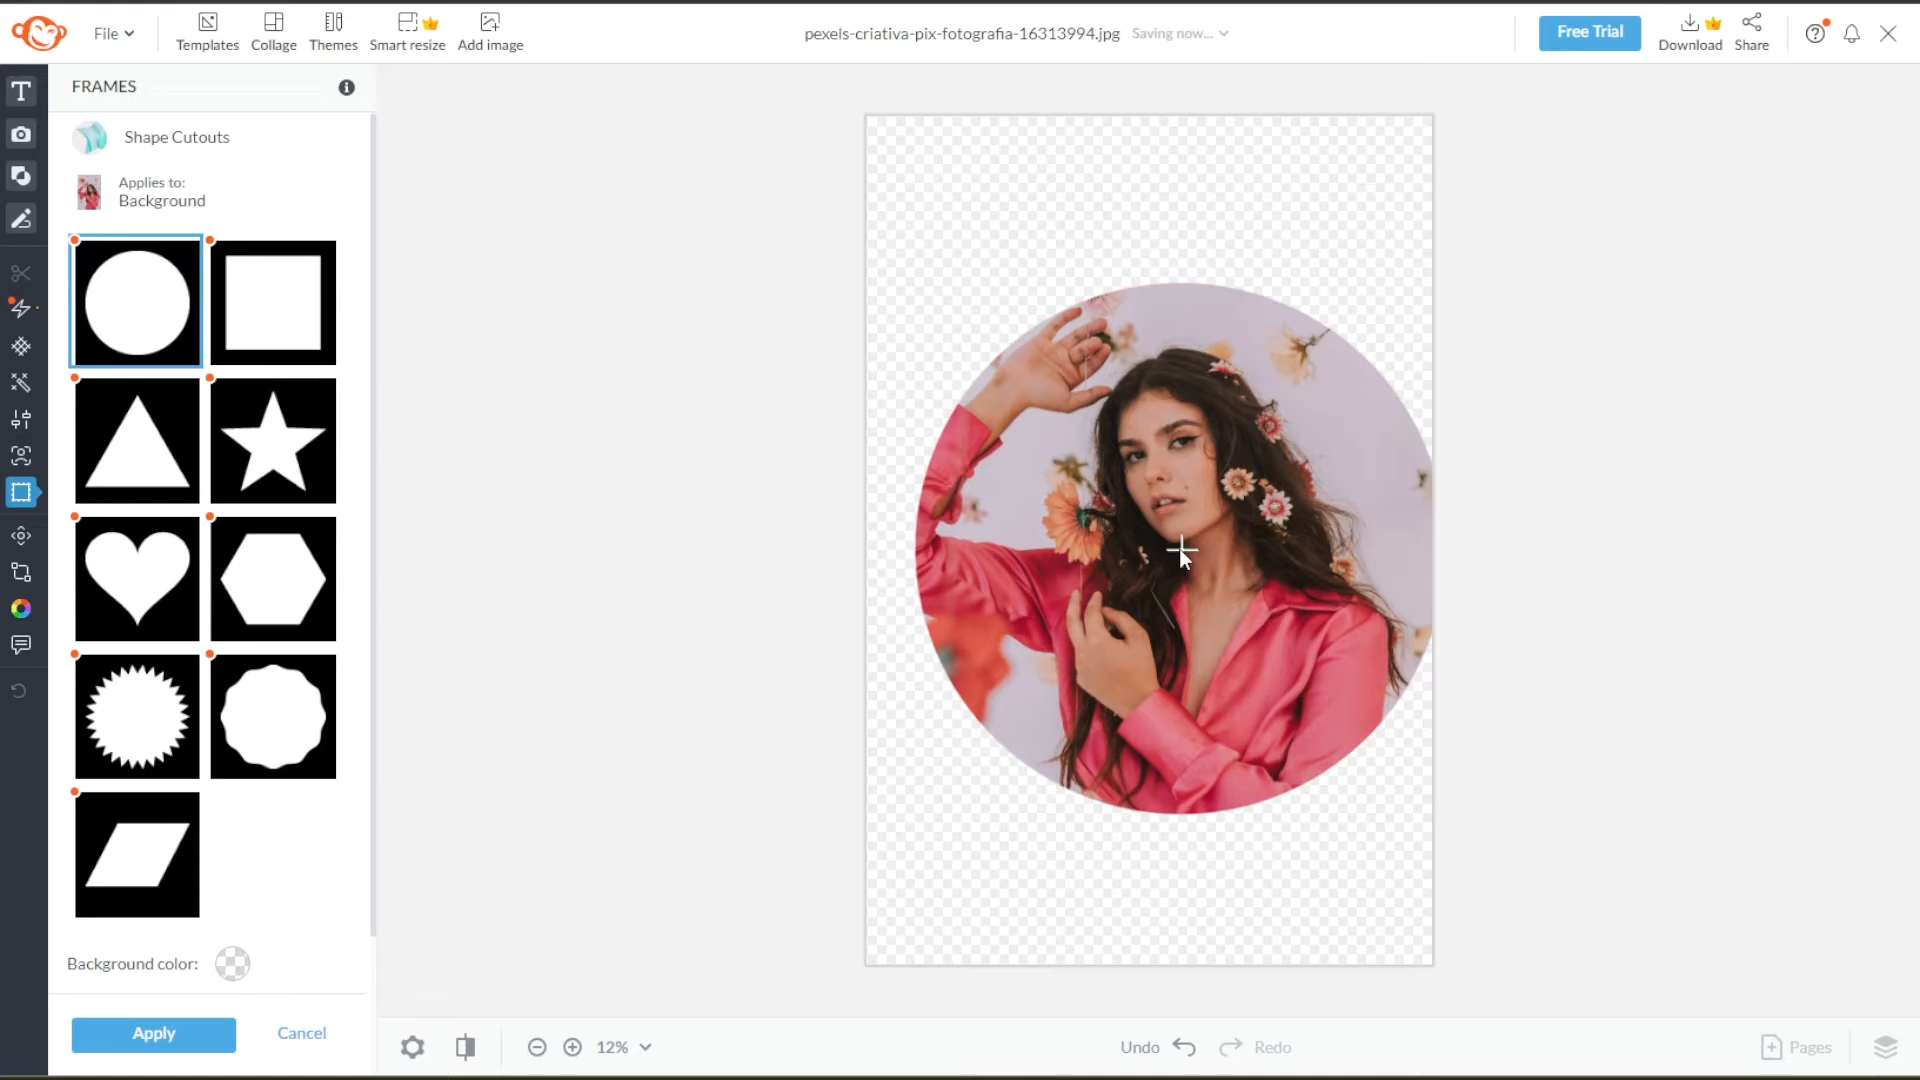 File
Templates
Collage
Themes
Smart resize
Add image
pexels-criativa-pix-fotografia-16313994.jpg
Saving now...
Free Trial
Download
Share
FRAMES
Shape Cutouts
Applies to:
Background
Background color:
Apply
Cancel
12%
Undo
Redo
Pages